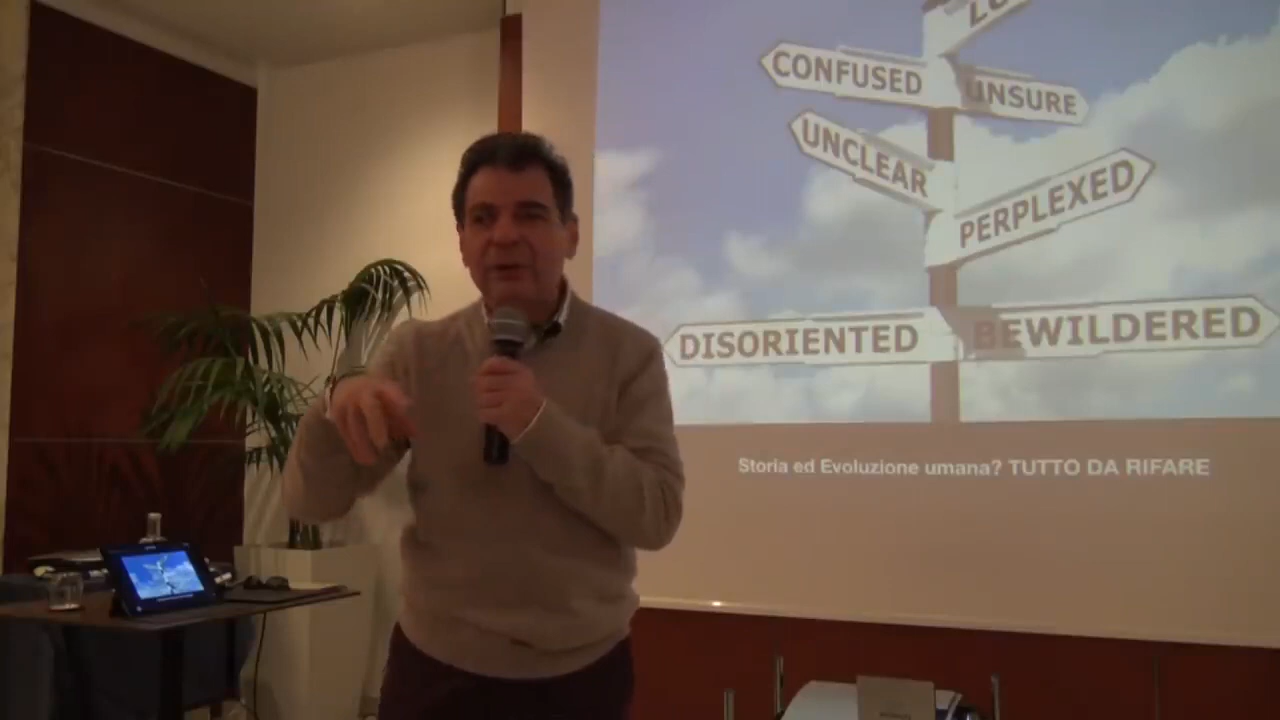 CONFUSED
UNSURE
UNCLEAR
PERPLEXED
DISORIENTED
BEWILDERED
Storia ed Evoluzione umana? TUTTO DA RIFARE